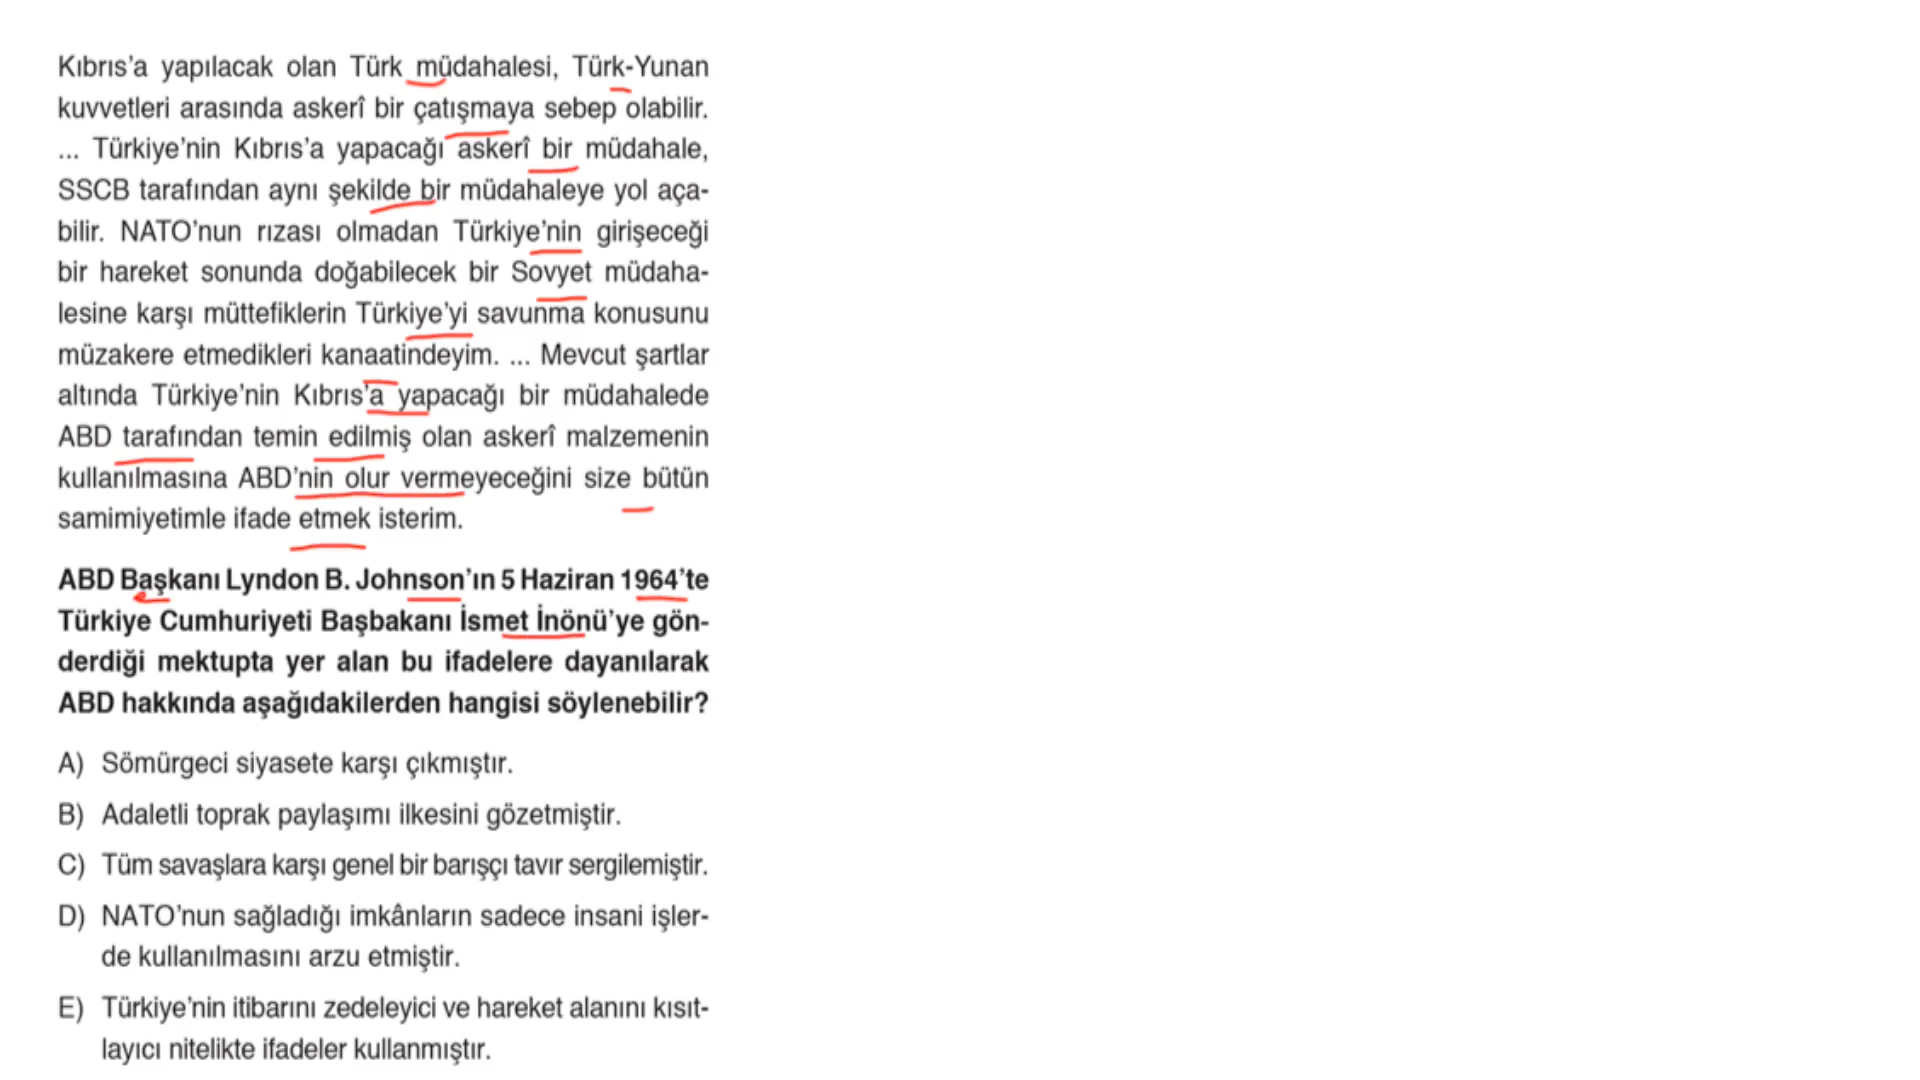 Kıbrıs’a yapılacak olan Türk müdahalesi, Türk-Yunan
kuvvetleri arasında askerî bir çatışmaya sebep olabilir.
... Türkiye’nin Kıbrıs’a yapacağı askerî bir müdahale,
SSCB tarafından aynı şekilde bir müdahaleye yol aça-
bilir. NATO’nun rızası olmadan Türkiye’nin girişeceği
bir hareket sonunda doğabilecek bir Sovyet müdaha-
lesine karşı müttefiklerin Türkiye’yi savunma konusunu
müzakere etmedikleri kanaatindeyim. ... Mevcut şartlar
altında Türkiye’nin Kıbrıs’a yapacağı bir müdahalede
ABD tarafından temin edilmiş olan askerî malzemenin
kullanılmasına ABD’nin olur vermeyeceğini size bütün
samimiyetimle ifade etmek isterim.
ABD Başkanı Lyndon B. Johnson’ın 5 Haziran 1964’te
Türkiye Cumhuriyeti Başbakanı İsmet İnönü’ye gön-
derdiği mektupta yer alan bu ifadelere dayanılarak
ABD hakkında aşağıdakilerden hangisi söylenebilir?
A) Sömürgeci siyasete karşı çıkmıştır.
B) Adaletli toprak paylaşımı ilkesini gözetmiştir.
C) Tüm savaşlara karşı genel bir barışçı tavır sergilemiştir.
D) NATO’nun sağladığı imkânların sadece insani işler-
de kullanılmasını arzu etmiştir.
E) Türkiye’nin itibarını zedeleyici ve hareket alanını kısıt-
layıcı nitelikte ifadeler kullanmıştır.